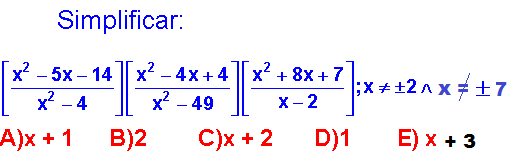 Simplificar:
[x² − 5x − 14 / x² − 4][x² − 4x + 4 / x² − 49][x² + 8x + 7 / x − 2]; x ≠ ±2 ∧ x ≠ ± 7
A)x + 1 B)2 C)x + 2 D)1 E) x + 3